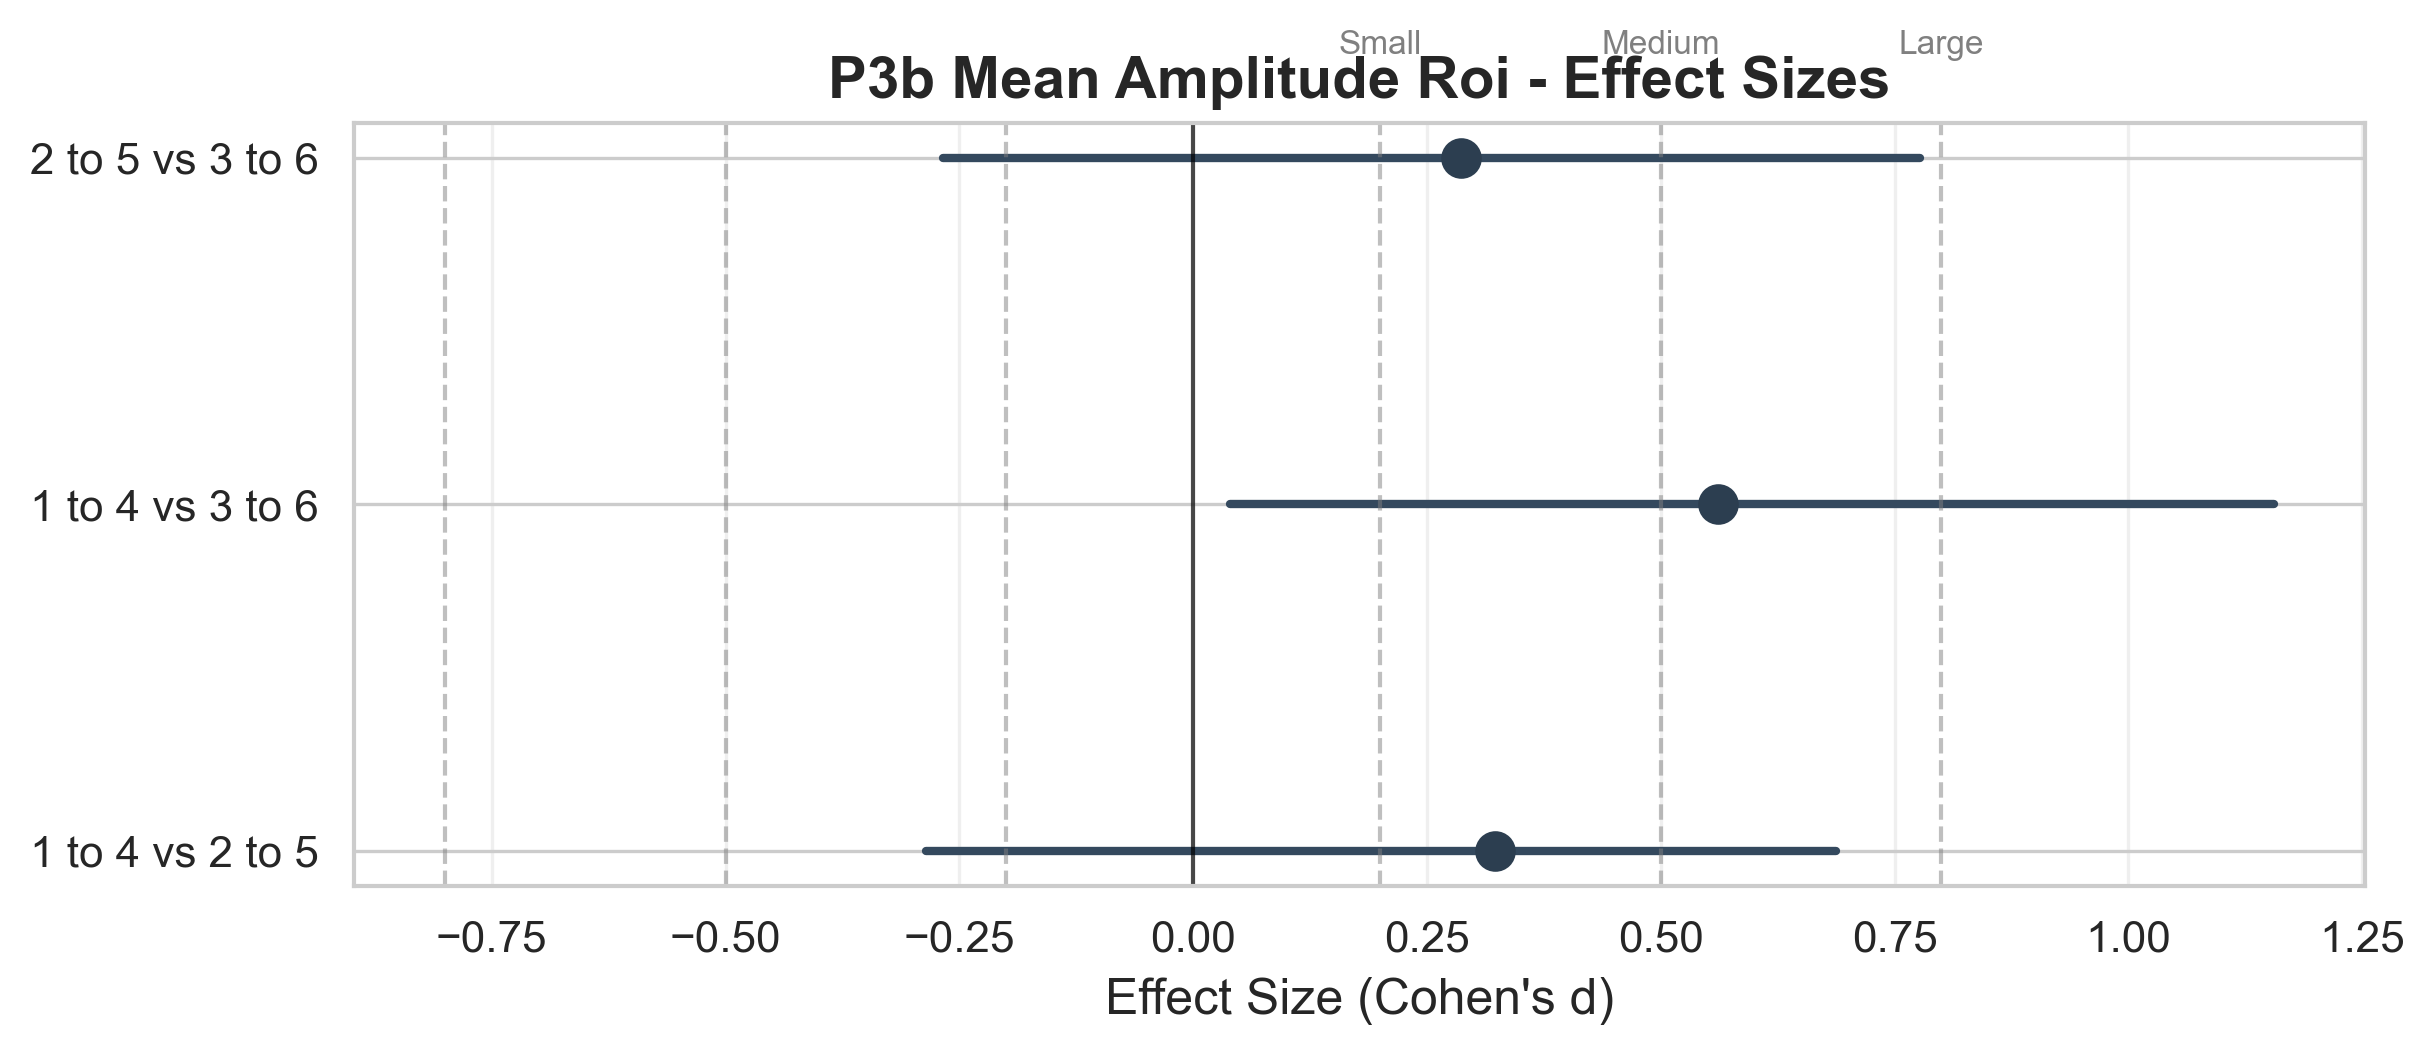 Small Medium Large
P3b Mean Amplitude Roi - Effect Sizes
2 to 5 vs 3 to 6
1 to 4 vs 3 to 6
1 to 4 vs 2 to 5
−0.75 −0.50 −0.25 0.00 0.25 0.50 0.75 1.00 1.25
Effect Size (Cohen's d)